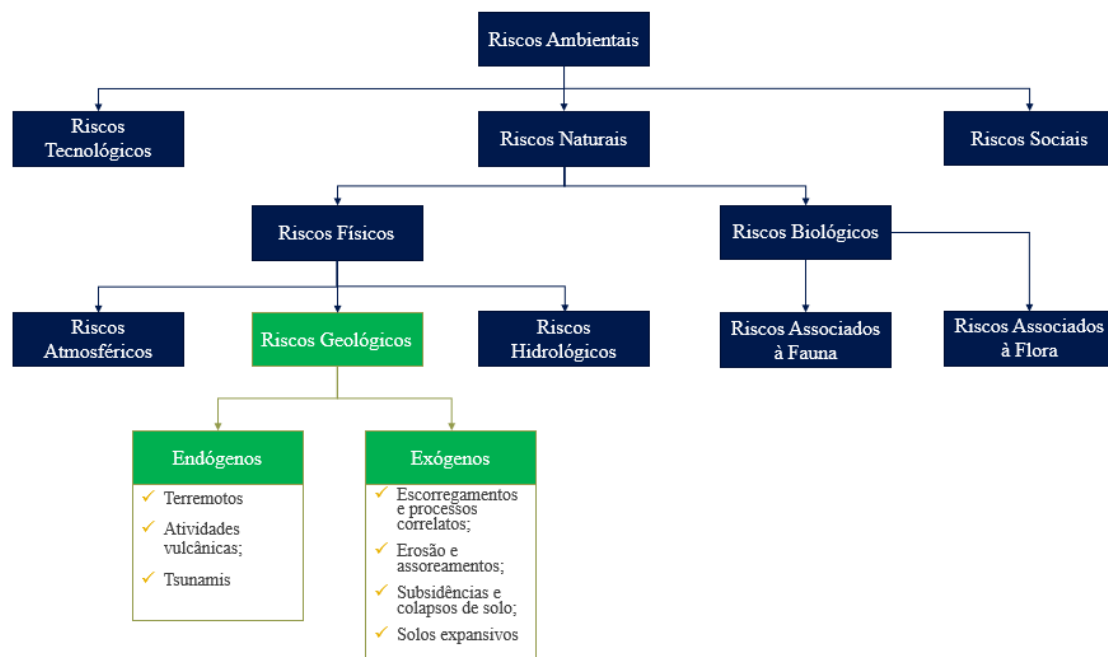 Riscos Ambientais
Riscos
Tecnológicos
Riscos Naturais
Riscos Sociais
Riscos Físicos
Riscos Biológicos
Riscos
Atmosféricos
Riscos Geológicos
Riscos
Hidrológicos
Riscos Associados
à Fauna
Riscos Associados
à Flora
Endógenos
Terremotos
Atividades
vulcânicas;
Tsunamis
Exógenos
Escorregamentos
e processos
correlatos;
Erosão e
assoreamentos;
Subsidências e
colapsos de solo;
Solos expansivos